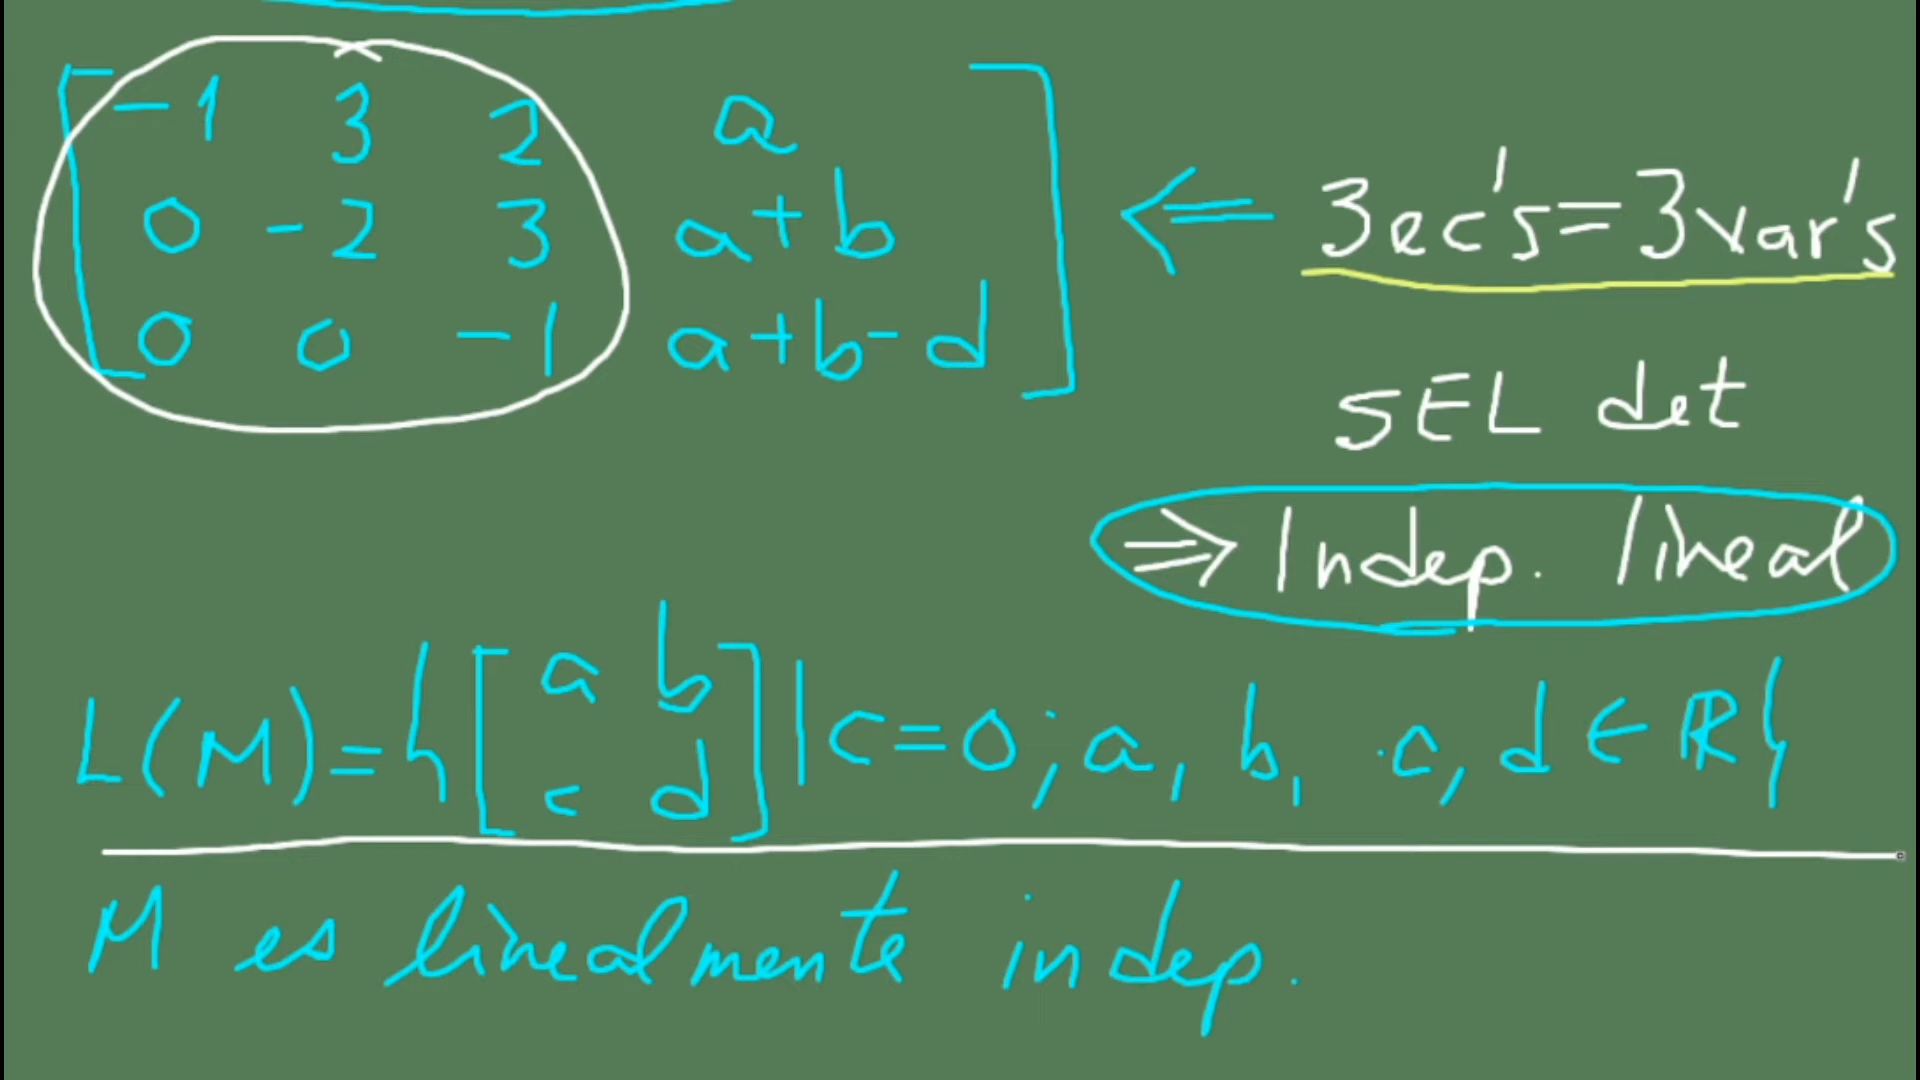 -1 3 2 a
0 -2 3 a+b
0 0 -1 a+b-d
⇐ 3ec's=3var's
SEL det
⇒ Indep. lineal
L(M)={[a b
c d] | c=0; a, b, c, d ∈ ℝ}
M es linealmente indep.